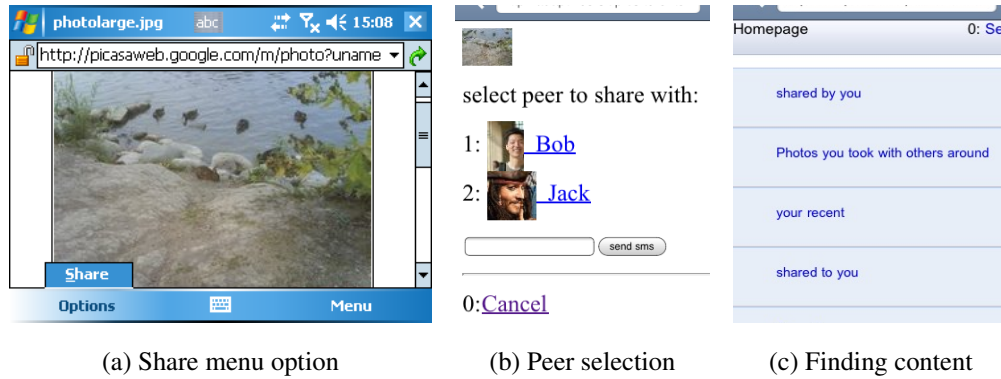 photolarge.jpg abc 15:08
http://picasaweb.google.com/m/photo?uname
Share
Options Menu
(a) Share menu option
select peer to share with:
1: Bob
2: Jack
send sms
0:Cancel
(b) Peer selection
Homepage 0: Se
shared by you
Photos you took with others around
your recent
shared to you
(c) Finding content